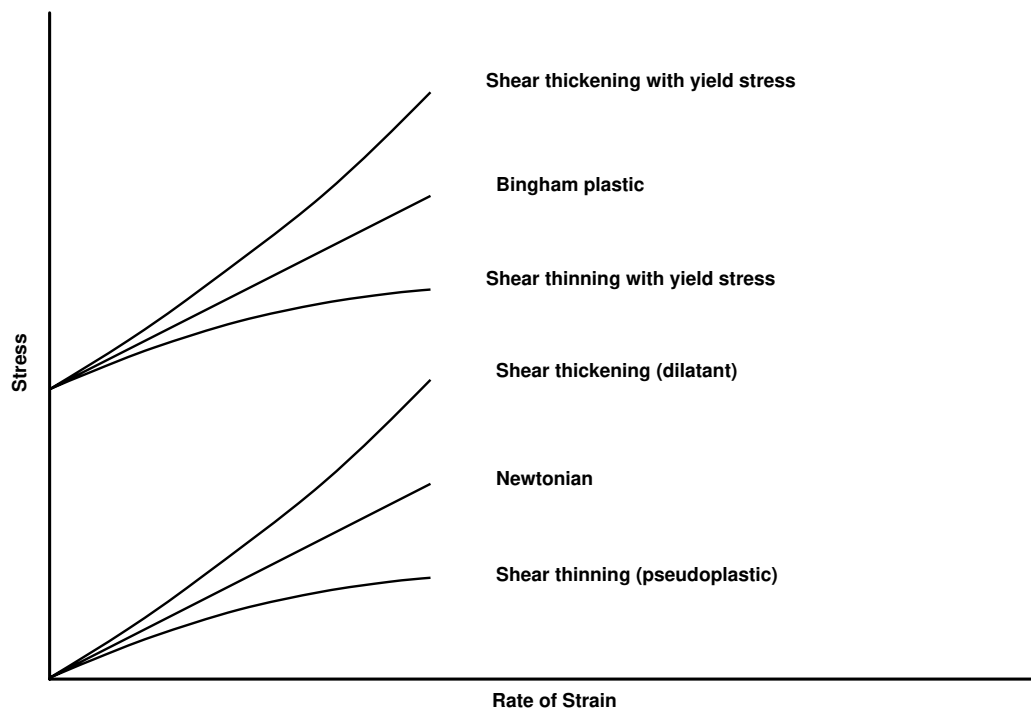 Shear thickening with yield stress
Bingham plastic
Shear thinning with yield stress
Stress
Shear thickening (dilatant)
Newtonian
Shear thinning (pseudoplastic)
Rate of Strain